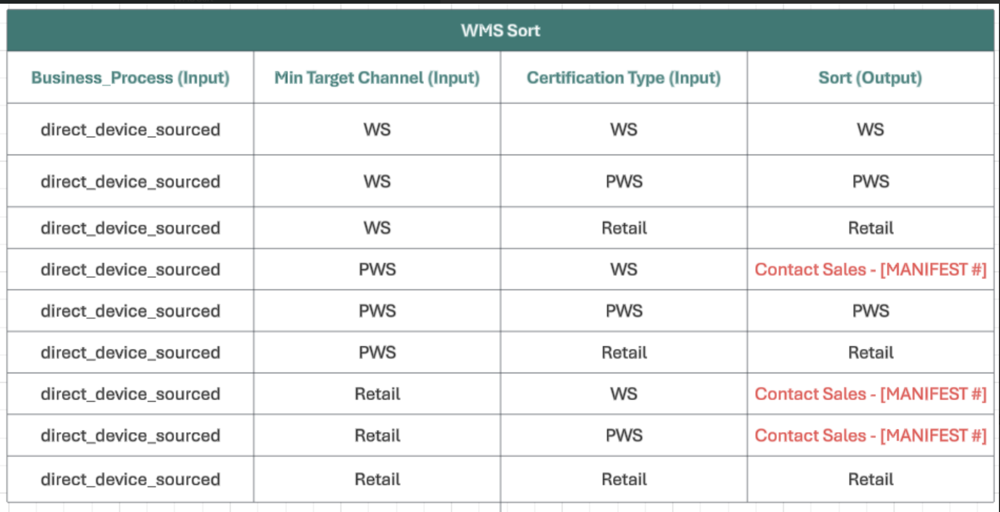 WMS Sort
Business_Process (Input) Min Target Channel (Input) Certification Type (Input) Sort (Output)
direct_device_sourced WS WS WS
direct_device_sourced WS PWS PWS
direct_device_sourced WS Retail Retail
direct_device_sourced PWS WS Contact Sales - [MANIFEST #]
direct_device_sourced PWS PWS PWS
direct_device_sourced PWS Retail Retail
direct_device_sourced Retail WS Contact Sales - [MANIFEST #]
direct_device_sourced Retail PWS Contact Sales - [MANIFEST #]
direct_device_sourced Retail Retail Retail